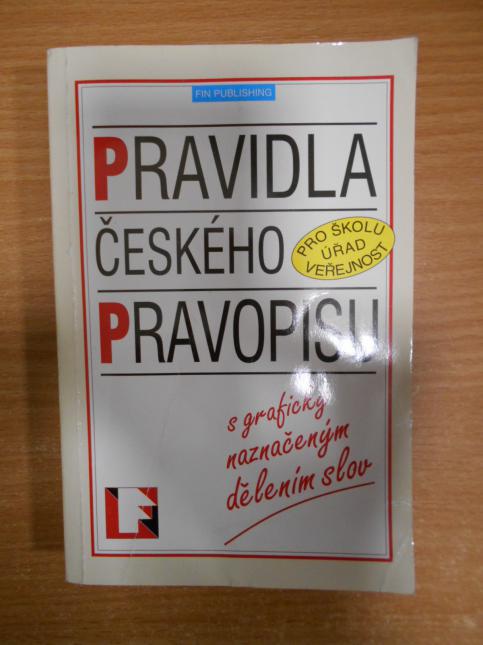 FIN PUBLISHING
PRAVIDLA
ČESKÉHO
PRO ŠKOLU
ÚŘAD
VEŘEJNOST
PRAVOPISU
s graficky
naznačeným
dělením slov